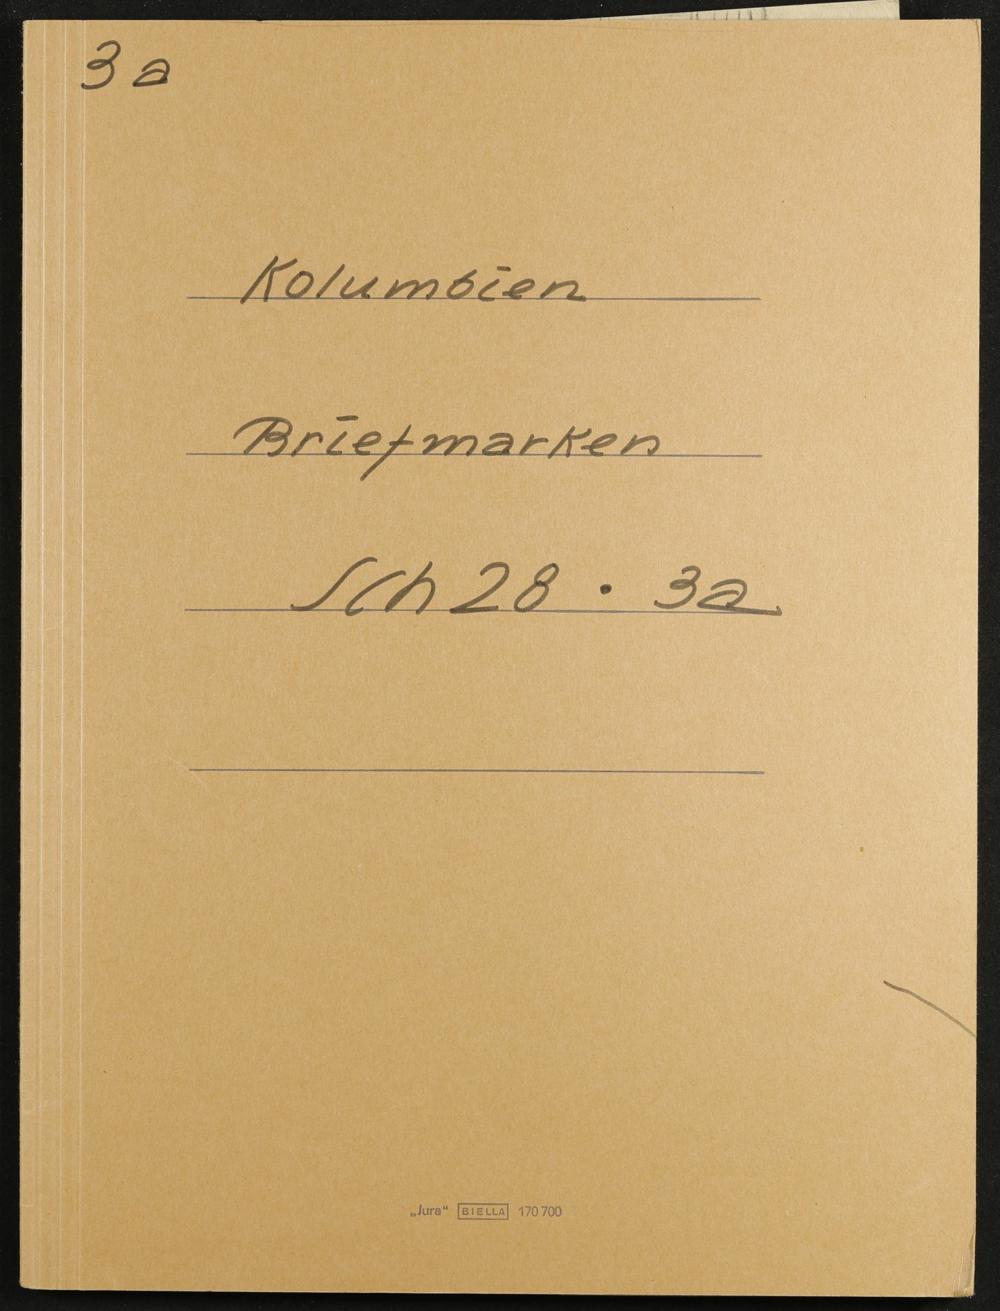 3a
Kolumbien
Briefmarken
Sch 28 · 3a
„Jura“ BIELLA 170 700